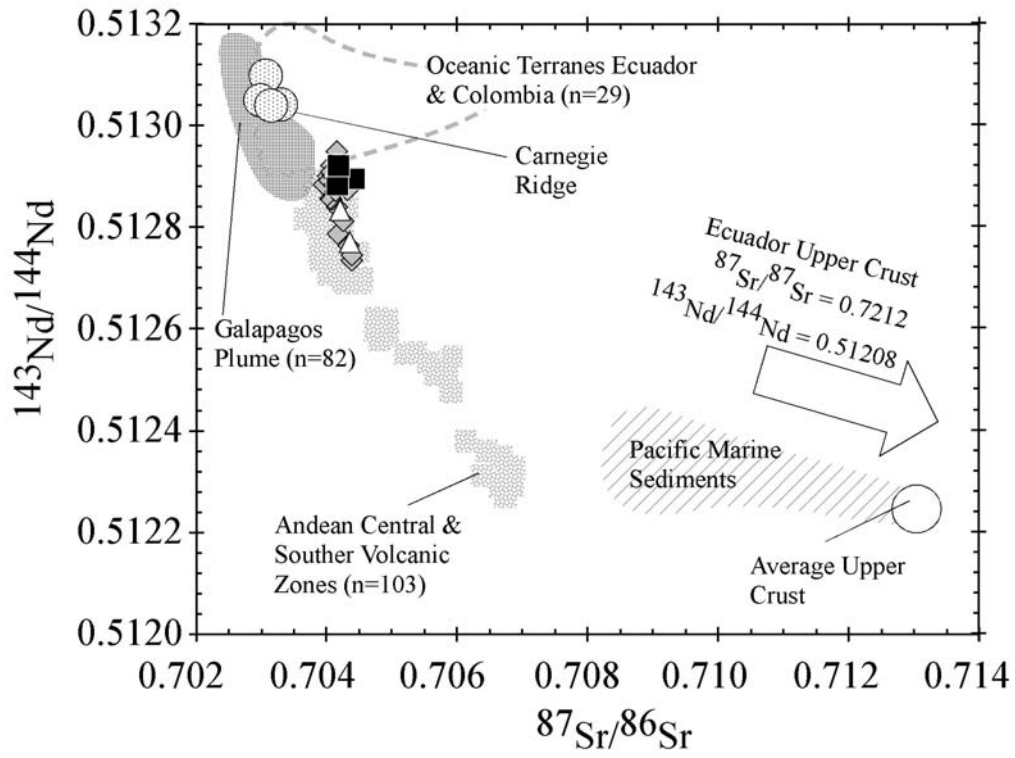 0.5132
0.5130
0.5128
0.5126
0.5124
0.5122
0.5120
143Nd/144Nd
Oceanic Terranes Ecuador
& Colombia (n=29)
Carnegie
Ridge
Ecuador Upper Crust
87Sr/87Sr = 0.7212
143Nd/144Nd = 0.51208
Galapagos
Plume (n=82)
Pacific Marine
Sediments
Andean Central &
Souther Volcanic
Zones (n=103)
Average Upper
Crust
0.702 0.704 0.706 0.708 0.710 0.712 0.714
87Sr/86Sr